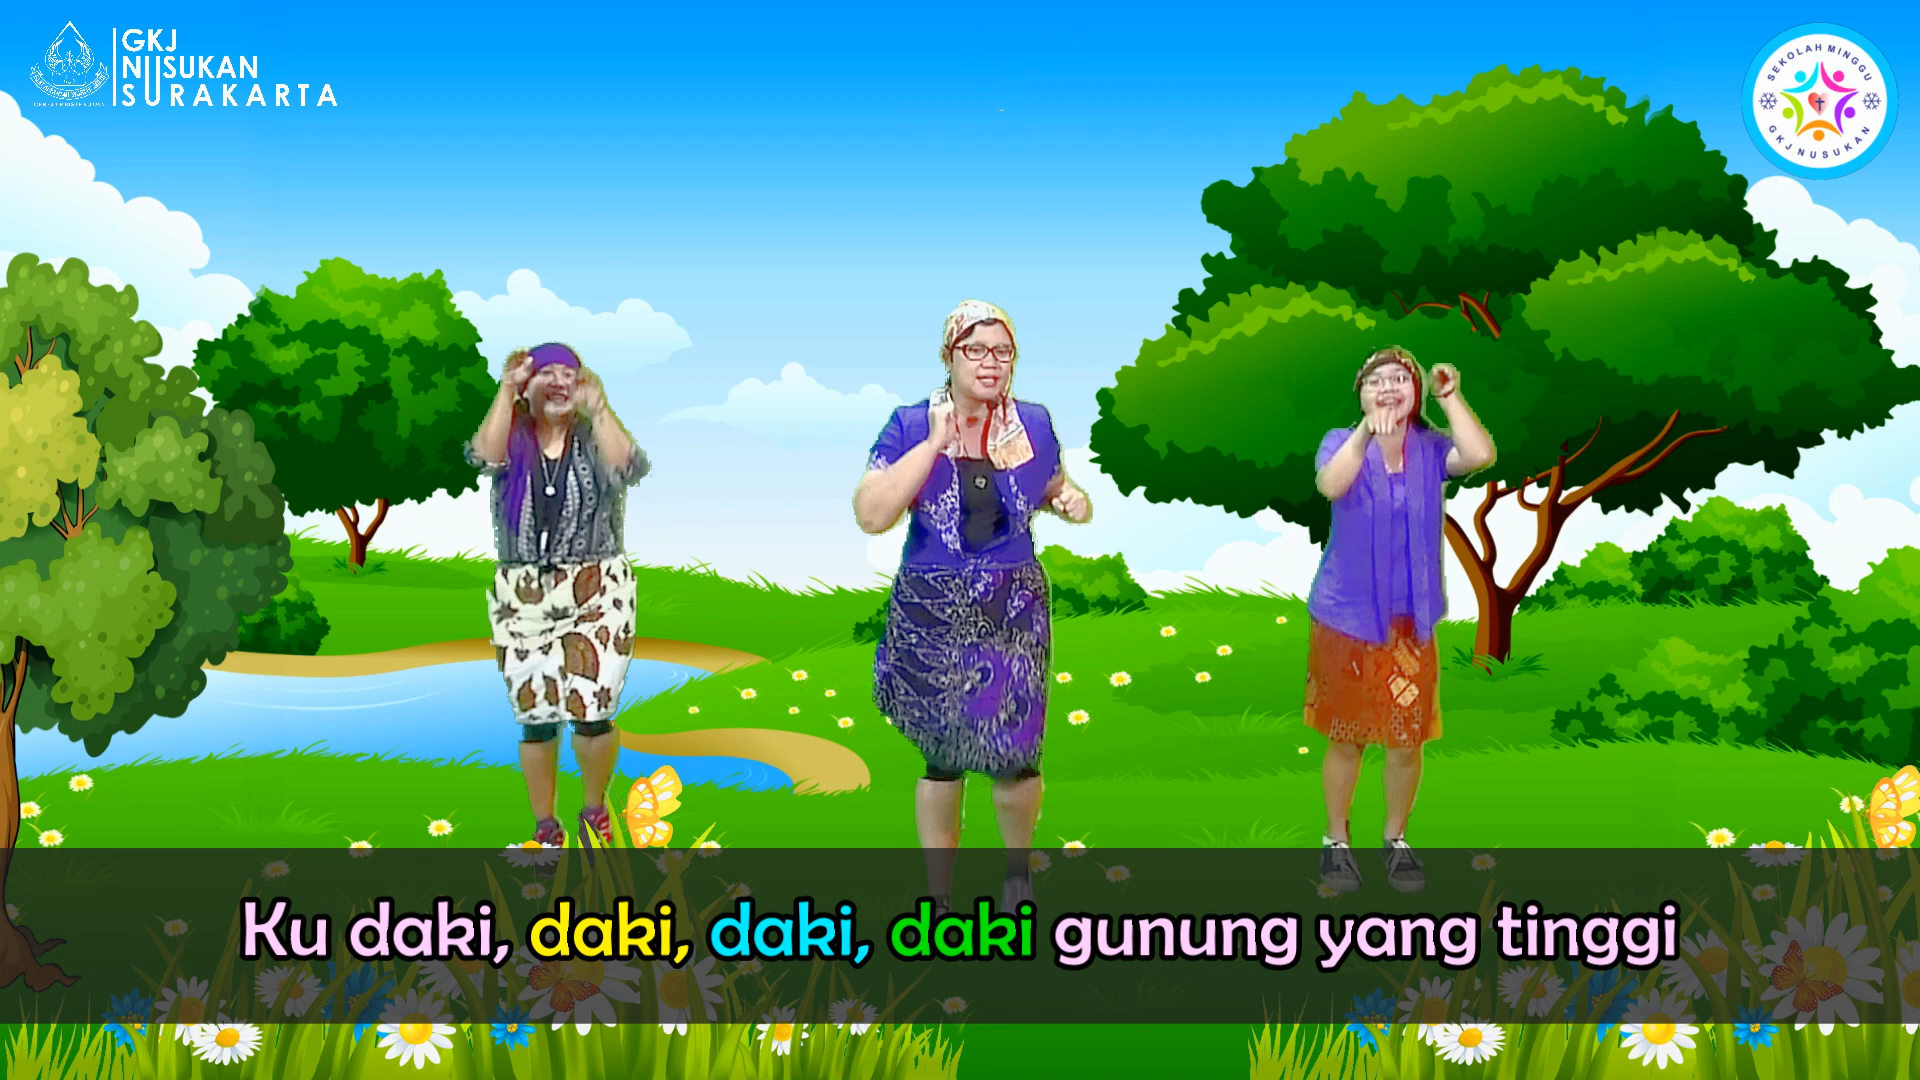 GKJ
NUSUKAN
SURAKARTA
SEKOLAH MINGGU
GKJ NUSUKAN
Ku daki, daki, daki, daki gunung yang tinggi